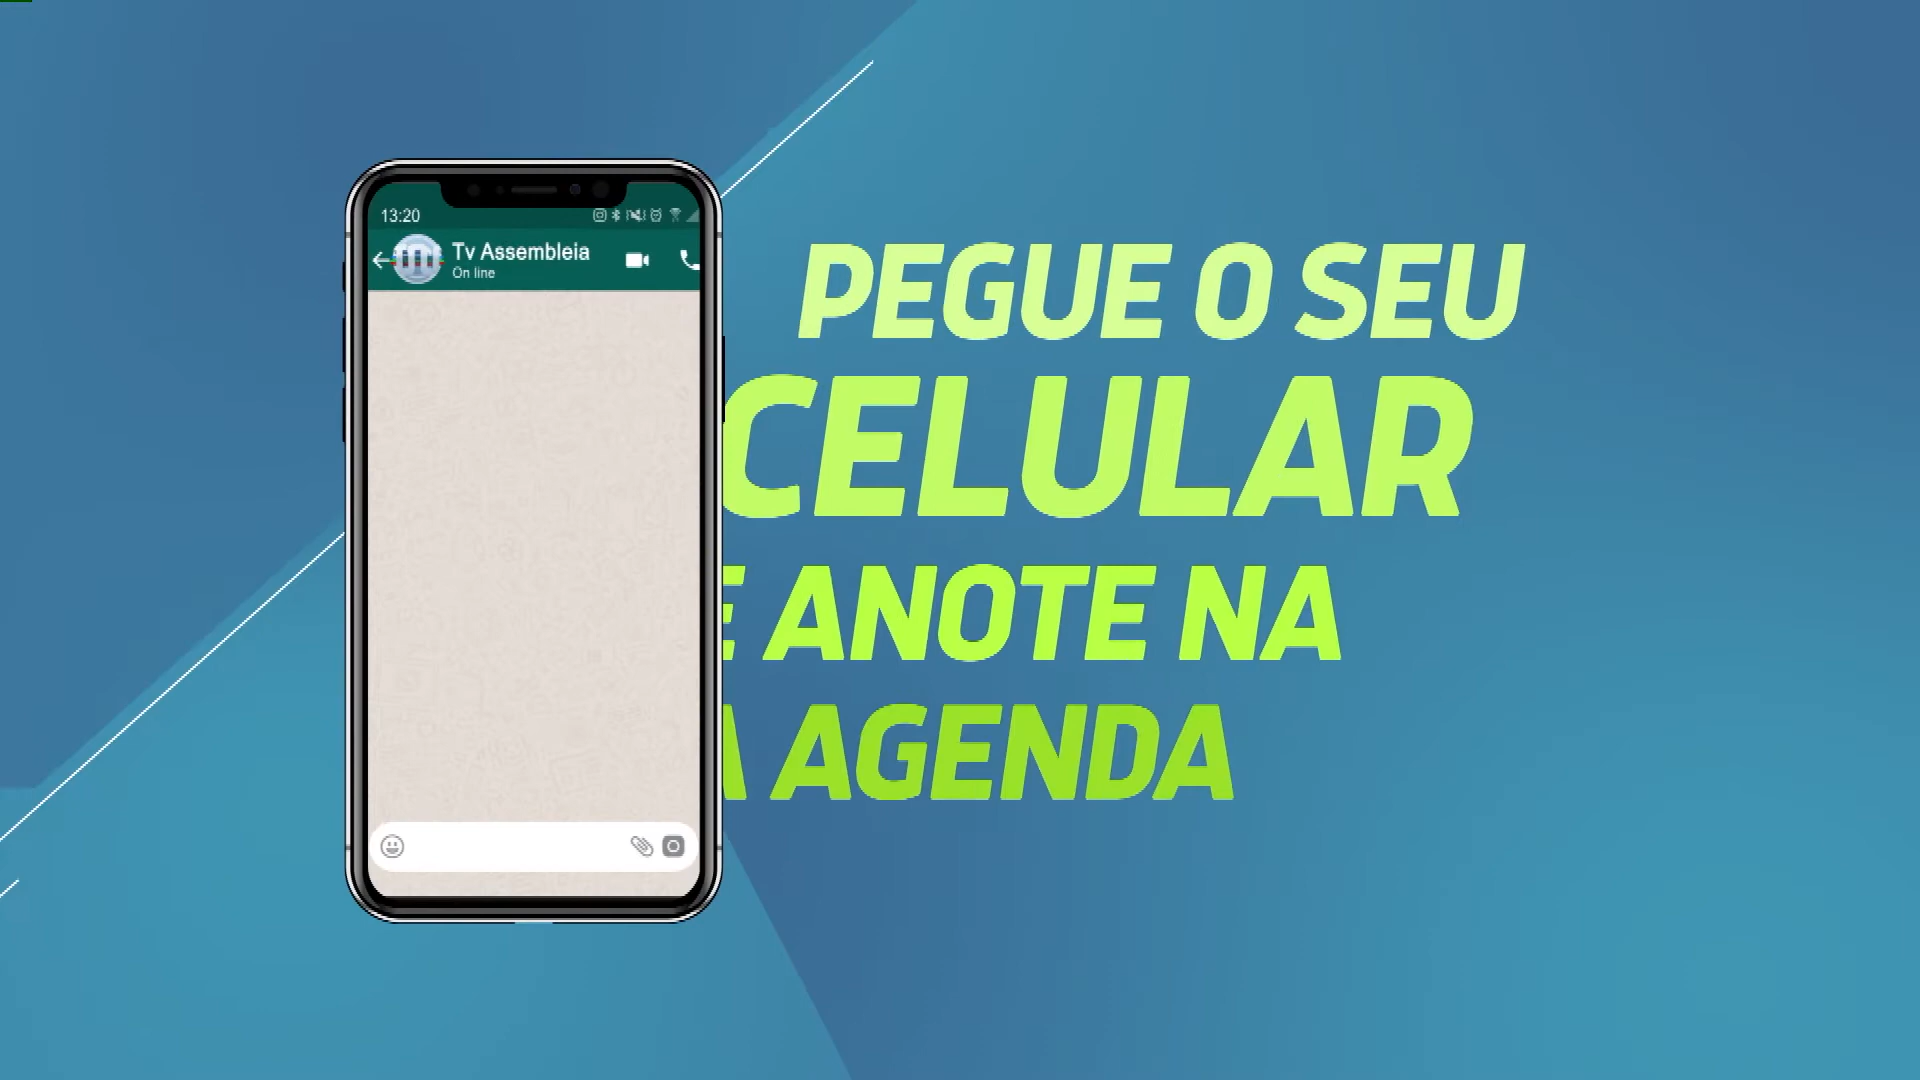 13:20
Tv Assembleia
On line
PEGUE O SEU
CELULAR
E ANOTE NA
AGENDA